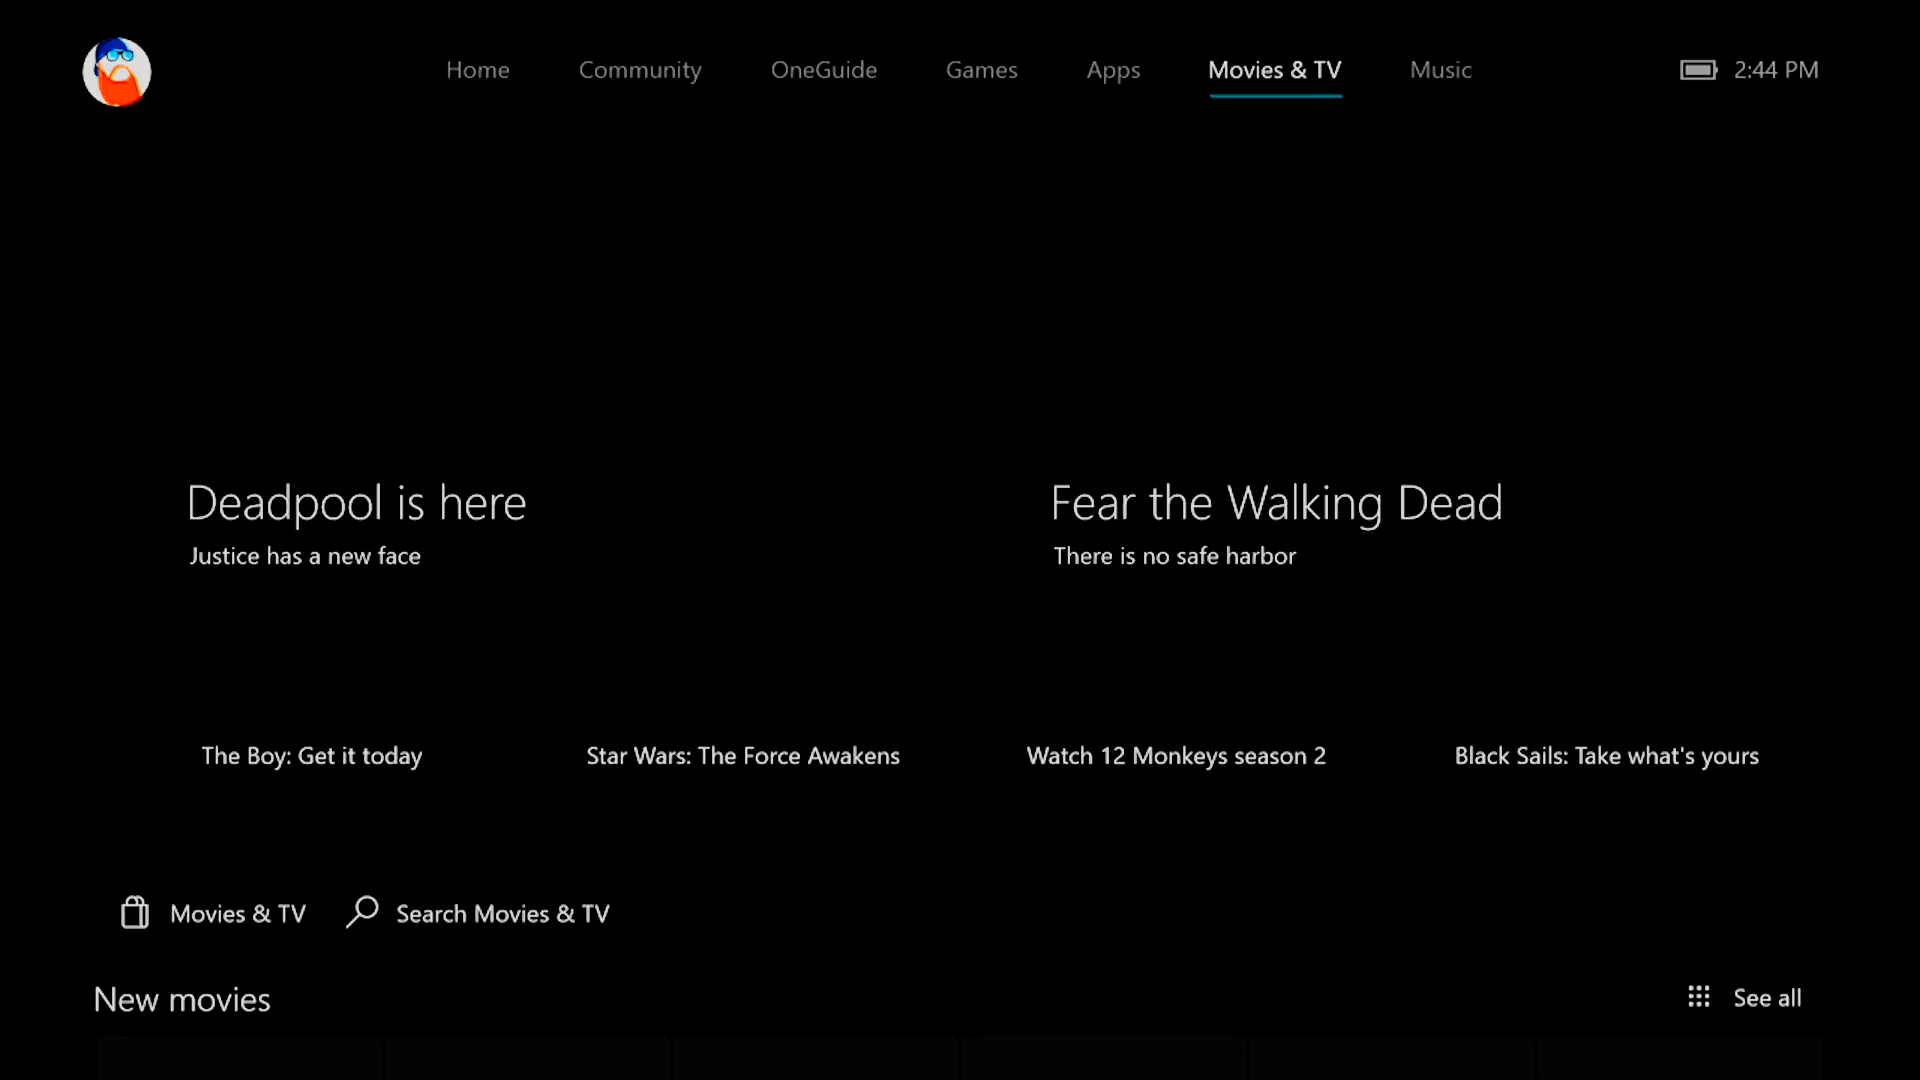 Home
Community
OneGuide
Games
Apps
Movies & TV
Music
2:44 PM
Deadpool is here
Justice has a new face
Fear the Walking Dead
There is no safe harbor
The Boy: Get it today
Star Wars: The Force Awakens
Watch 12 Monkeys season 2
Black Sails: Take what's yours
Movies & TV
Search Movies & TV
New movies
See all